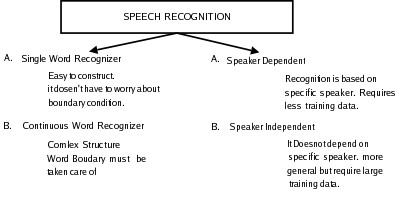 SPEECH RECOGNITION
A. Single Word Recognizer
Easy to construct.
it dosen't have to worry about
boundary condition.
B. Continuous Word Recognizer
Comlex Structure
Word Boudary must be
taken care of
A. Speaker Dependent
Recognition is based on
specific speaker. Requires
less training data.
B. Speaker Independent
It Doesnot depend on
specific speaker. more
general but require large
training data.